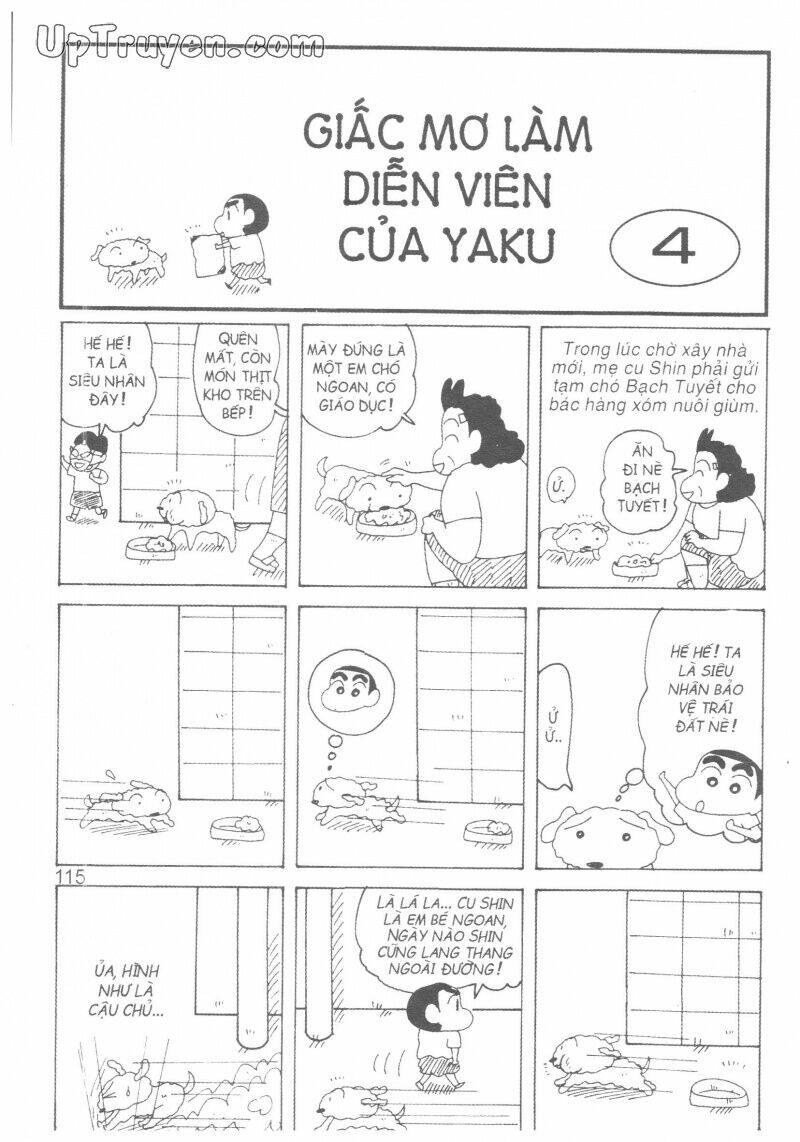 UpTruyen.com
GIẤC MƠ LÀM
DIỄN VIÊN
CỦA YAKU
4
Trong lúc chờ xây nhà
mới, mẹ cu Shin phải gửi
tạm chó Bạch Tuyết cho
bác hàng xóm nuôi giùm.
ĂN
ĐI NÈ
BẠCH
TUYẾT!
Ử.
MÀY ĐÚNG LÀ
MỘT EM CHÓ
NGOAN, CÓ
GIÁO DỤC!
QUÊN
MẤT, CÒN
MÓN THỊT
KHO TRÊN
BẾP!
HẾ HẾ!
TA LÀ
SIÊU NHÂN
ĐÂY!
HẾ HẾ! TA
LÀ SIÊU
NHÂN BẢO
VỆ TRÁI
ĐẤT NÈ!
Ử
Ử..
115
LÀ LÁ LA... CU SHIN
LÀ EM BÉ NGOAN,
NGÀY NÀO SHIN
CŨNG LANG THANG
NGOÀI ĐƯỜNG!
ỦA, HÌNH
NHƯ LÀ
CẬU CHỦ...